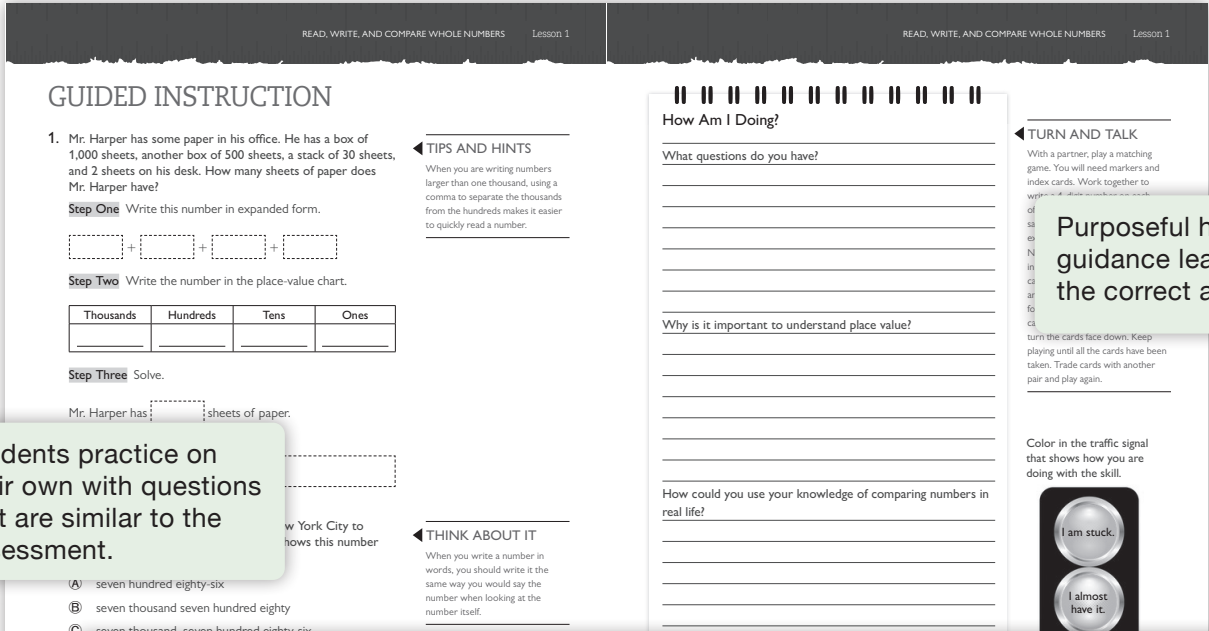 READ, WRITE, AND COMPARE WHOLE NUMBERS Lesson 1
GUIDED INSTRUCTION
1. Mr. Harper has some paper in his office. He has a box of
1,000 sheets, another box of 500 sheets, a stack of 30 sheets,
and 2 sheets on his desk. How many sheets of paper does
Mr. Harper have?
Step One Write this number in expanded form.
+ + +
Step Two Write the number in the place-value chart.
Thousands Hundreds Tens Ones
Step Three Solve.
Mr. Harper has sheets of paper.
dents practice on
ir own with questions
t are similar to the
essment.
w York City to
hows this number
A seven hundred eighty-six
B seven thousand seven hundred eighty
C seven thousand, seven hundred eighty-six
TIPS AND HINTS
When you are writing numbers
larger than one thousand, using a
comma to separate the thousands
from the hundreds makes it easier
to quickly read a number.
THINK ABOUT IT
When you write a number in
words, you should write it the
same way you would say the
number when looking at the
number itself.
READ, WRITE, AND COMPARE WHOLE NUMBERS Lesson 1
How Am I Doing?
What questions do you have?
Why is it important to understand place value?
How could you use your knowledge of comparing numbers in
real life?
TURN AND TALK
With a partner, play a matching
game. You will need markers and
index cards. Work together to
Purposeful h
guidance lea
the correct a
turn the cards face down. Keep
playing until all the cards have been
taken. Trade cards with another
pair and play again.
Color in the traffic signal
that shows how you are
doing with the skill.
I am stuck.
I almost
have it.